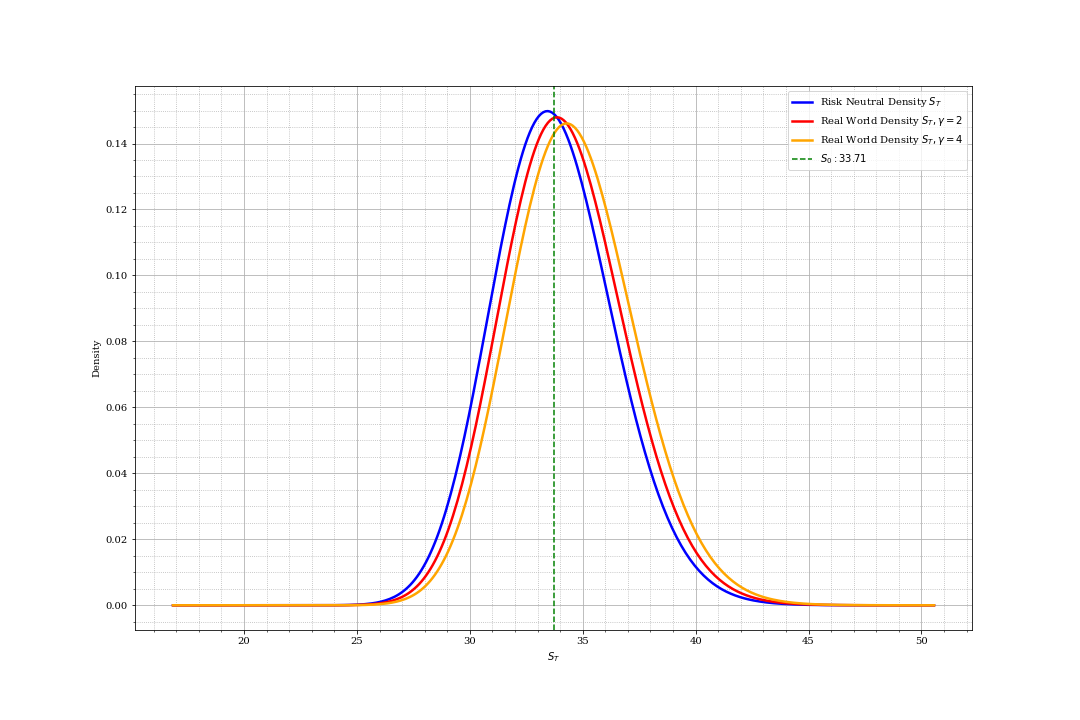 Risk Neutral Density S_T
Real World Density S_T, γ = 2
Real World Density S_T, γ = 4
S_0 : 33.71
Density
0.14
0.12
0.10
0.08
0.06
0.04
0.02
0.00
20 25 30 35 40 45 50
S_T